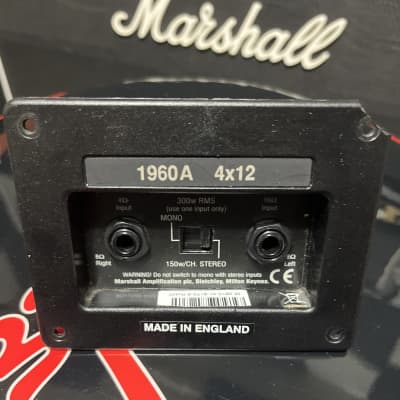 Marshall
1960A 4x12
4Ω Input
300w RMS
(use one input only)
16Ω Input
MONO
8Ω Right
150w/CH. STEREO
8Ω Left
WARNING! Do not switch to mono with stereo inputs
Marshall Amplification plc, Bletchley, Milton Keynes.
CE
MADE IN ENGLAND